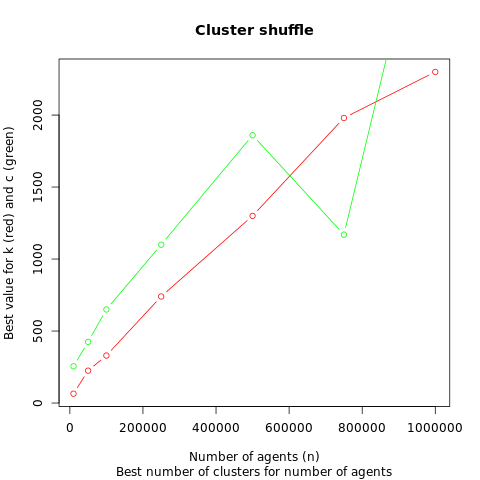 Cluster shuffle
Best value for k (red) and c (green)
2000
1500
1000
500
0
0 200000 400000 600000 800000 1000000
Number of agents (n)
Best number of clusters for number of agents